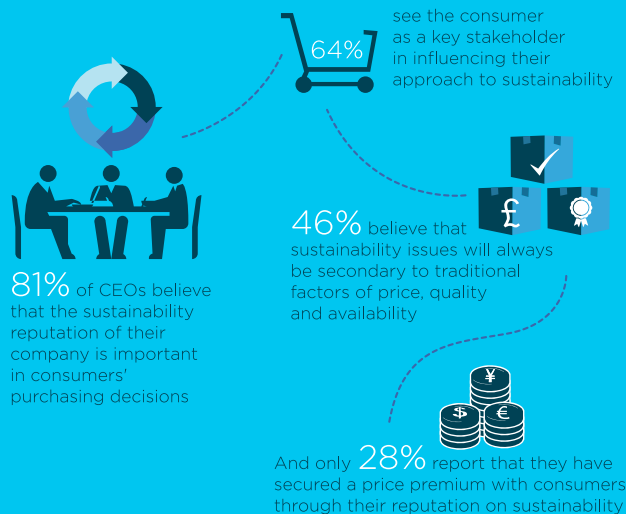 81% of CEOs believe
that the sustainability
reputation of their
company is important
in consumers'
purchasing decisions
64%
see the consumer
as a key stakeholder
in influencing their
approach to sustainability
£
46% believe that
sustainability issues will always
be secondary to traditional
factors of price, quality
and availability
¥
$ €
And only 28% report that they have
secured a price premium with consumers
through their reputation on sustainability